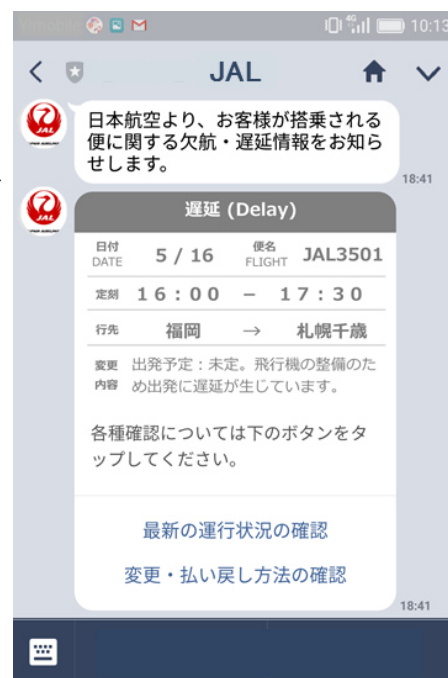 4G 10:13
JAL
日本航空より、お客様が搭乗される
便に関する欠航・遅延情報をお知ら
せします。
18:41
遅延 (Delay)
日付 DATE 5 / 16 便名 FLIGHT JAL3501
定刻 16:00 – 17:30
行先 福岡 → 札幌千歳
変更 出発予定：未定。飛行機の整備のた
内容 め出発に遅延が生じています。
各種確認については下のボタンをタ
ップしてください。
最新の運行状況の確認
変更・払い戻し方法の確認
18:41